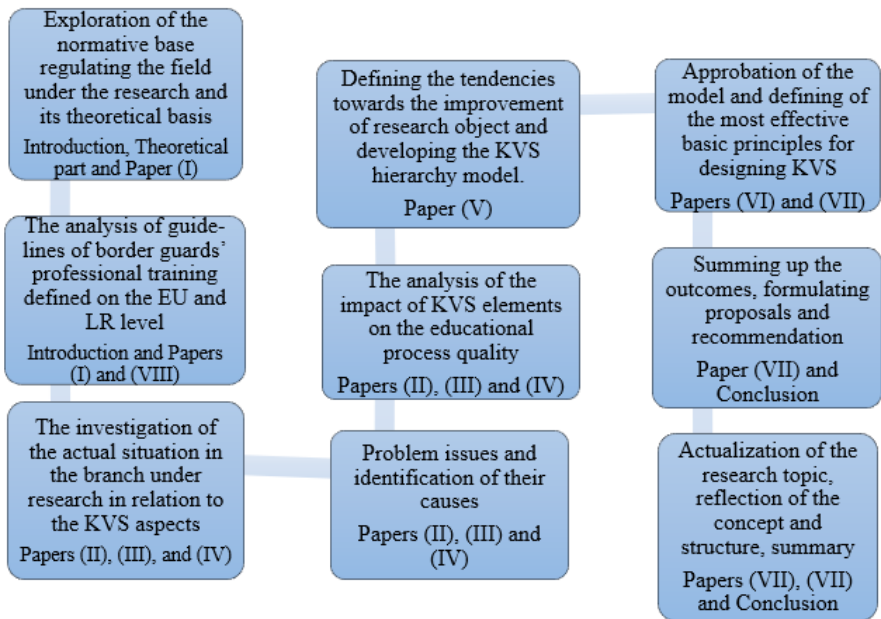 Exploration of the
normative base
regulating the field
under the research and
its theoretical basis
Introduction, Theoretical
part and Paper (I)
The analysis of guide-
lines of border guards’
professional training
defined on the EU and
LR level
Introduction and Papers
(I) and (VIII)
The investigation of
the actual situation in
the branch under
research in relation to
the KVS aspects
Papers (II), (III), and (IV)
Problem issues and
identification of their
causes
Papers (II), (III) and
(IV)
The analysis of the
impact of KVS elements
on the educational
process quality
Papers (II), (III) and (IV)
Defining the tendencies
towards the improvement
of research object and
developing the KVS
hierarchy model.
Paper (V)
Approbation of the
model and defining of
the most effective
basic principles for
designing KVS
Papers (VI) and (VII)
Summing up the
outcomes, formulating
proposals and
recommendation
Paper (VII) and
Conclusion
Actualization of the
research topic,
reflection of the
concept and
structure, summary
Papers (VII), (VII)
and Conclusion